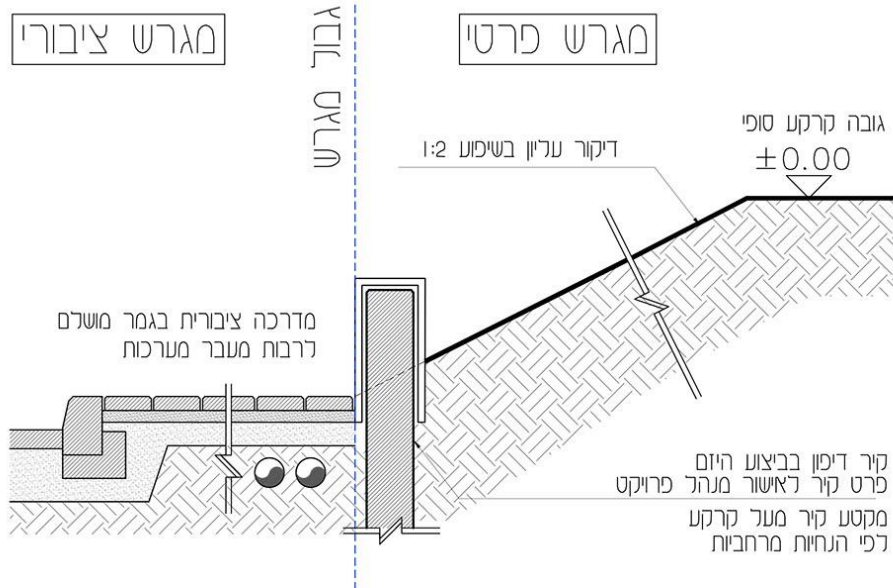 מגרש פרטי
מגרש ציבורי
גבול מגרש
גובה קרקע סופי
±0.00
דיקור עליון בשיפוע 1:2
מדרכה ציבורית בגמר מושלם
לרבות מעבר מערכות
קיר דיפון בביצוע היזם
פרט קיר לאישור מנהל פרויקט
מקטע קיר מעל קרקע
לפי הנחיות מרחביות